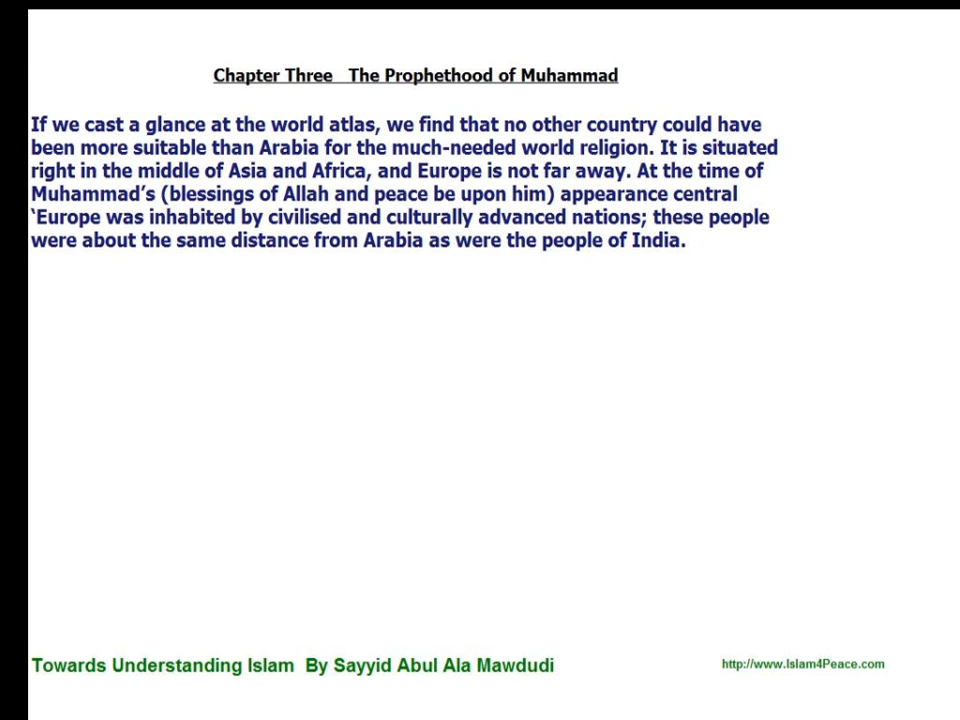 Chapter Three   The Prophethood of Muhammad
If we cast a glance at the world atlas, we find that no other country could have
been more suitable than Arabia for the much-needed world religion. It is situated
right in the middle of Asia and Africa, and Europe is not far away. At the time of
Muhammad’s (blessings of Allah and peace be upon him) appearance central
‘Europe was inhabited by civilised and culturally advanced nations; these people
were about the same distance from Arabia as were the people of India.
Towards Understanding Islam  By Sayyid Abul Ala Mawdudi
http://www.Islam4Peace.com